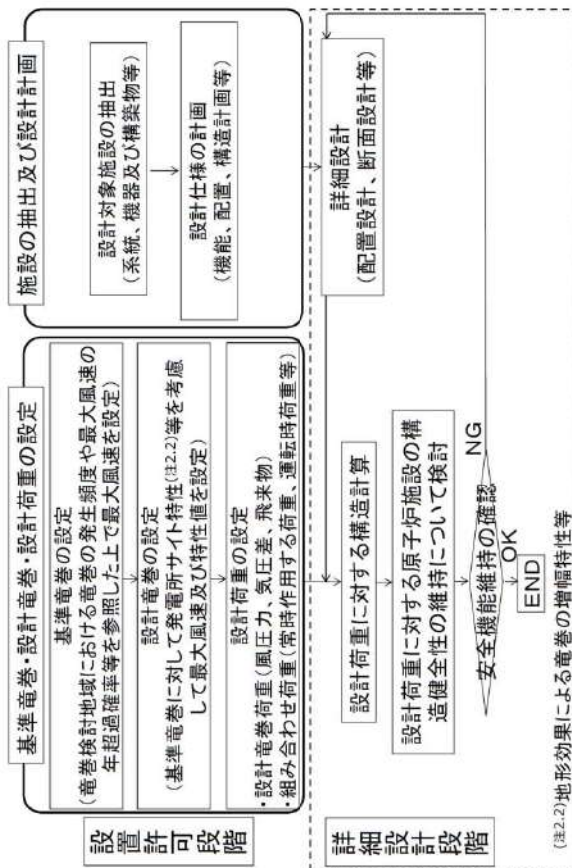 設置許可段階
基準竜巻・設計竜巻・設計荷重の設定
基準竜巻の設定
(竜巻検討地域における竜巻の発生頻度や最大風速の
年超過確率等を参照した上で最大風速を設定)
設計竜巻の設定
(基準竜巻に対して発電所サイト特性(注2.2)等を考慮
して最大風速及び特性値を設定)
設計荷重の設定
・設計竜巻荷重(風圧力、気圧差、飛来物)
・組み合わせ荷重(常時作用する荷重、運転時荷重等)
施設の抽出及び設計計画
設計対象施設の抽出
(系統、機器及び構築物等)
設計仕様の計画
(機能、配置、構造計画等)
詳細設計段階
詳細設計
(配置設計、断面設計等)
設計荷重に対する構造計算
設計荷重に対する原子炉施設の構
造健全性の維持について検討
安全機能維持の確認
NG
OK
END
(注2.2)地形効果による竜巻の増幅特性等